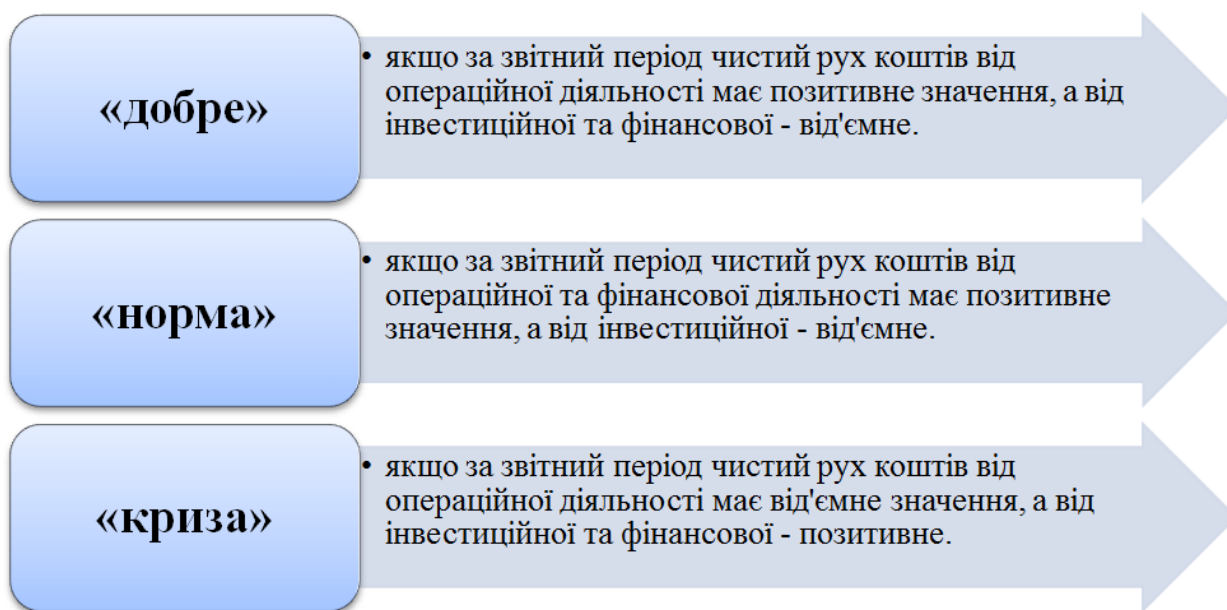 «добре»
• якщо за звітний період чистий рух коштів від
операційної діяльності має позитивне значення, а від
інвестиційної та фінансової - від'ємне.
«норма»
• якщо за звітний період чистий рух коштів від
операційної та фінансової діяльності має позитивне
значення, а від інвестиційної - від'ємне.
«криза»
• якщо за звітний період чистий рух коштів від
операційної діяльності має від'ємне значення, а від
інвестиційної та фінансової - позитивне.